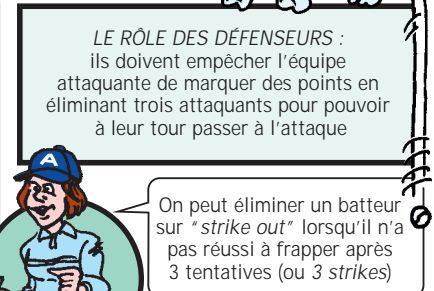 LE RÔLE DES DÉFENSEURS :
ils doivent empêcher l'équipe
attaquante de marquer des points en
éliminant trois attaquants pour pouvoir
à leur tour passer à l'attaque
A
On peut éliminer un batteur
sur "strike out" lorsqu'il n'a
pas réussi à frapper après
3 tentatives (ou 3 strikes)